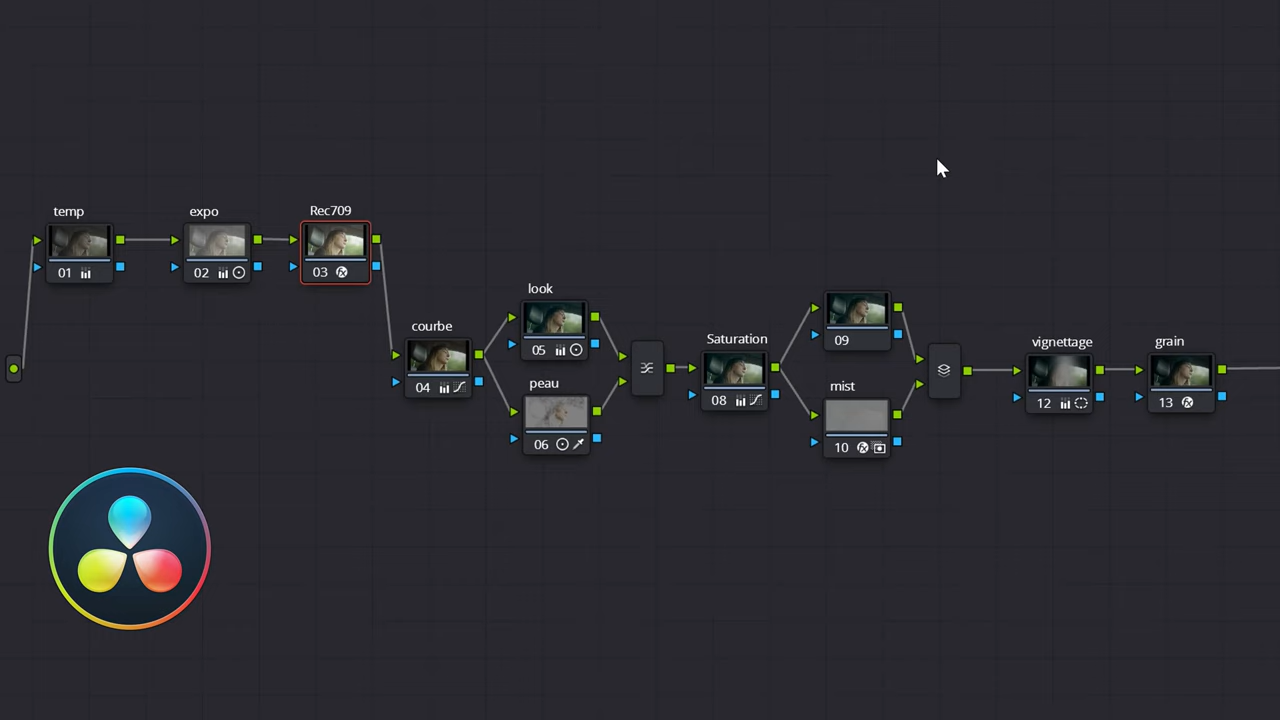 temp
01
expo
02
Rec709
03
courbe
04
look
05
peau
06
Saturation
08
09
mist
10
vignettage
12
grain
13